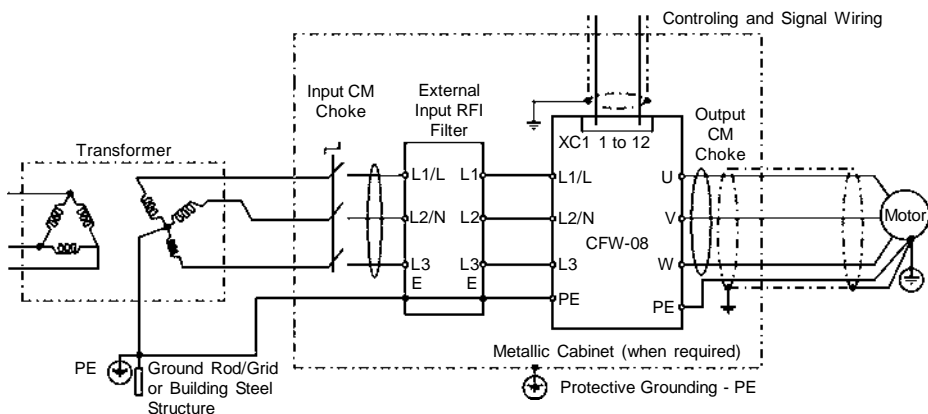 Controling and Signal Wiring
Input CM
Choke
External
Input RFI
Filter
Output
CM
Choke
Transformer
XC1 1 to 12
L1/L L1 L1/L U
L2/N L2 L2/N V
CFW-08
Motor
L3 L3 L3 W
E E PE
PE
Metallic Cabinet (when required)
PE
Ground Rod/Grid
or Building Steel
Structure
Protective Grounding - PE